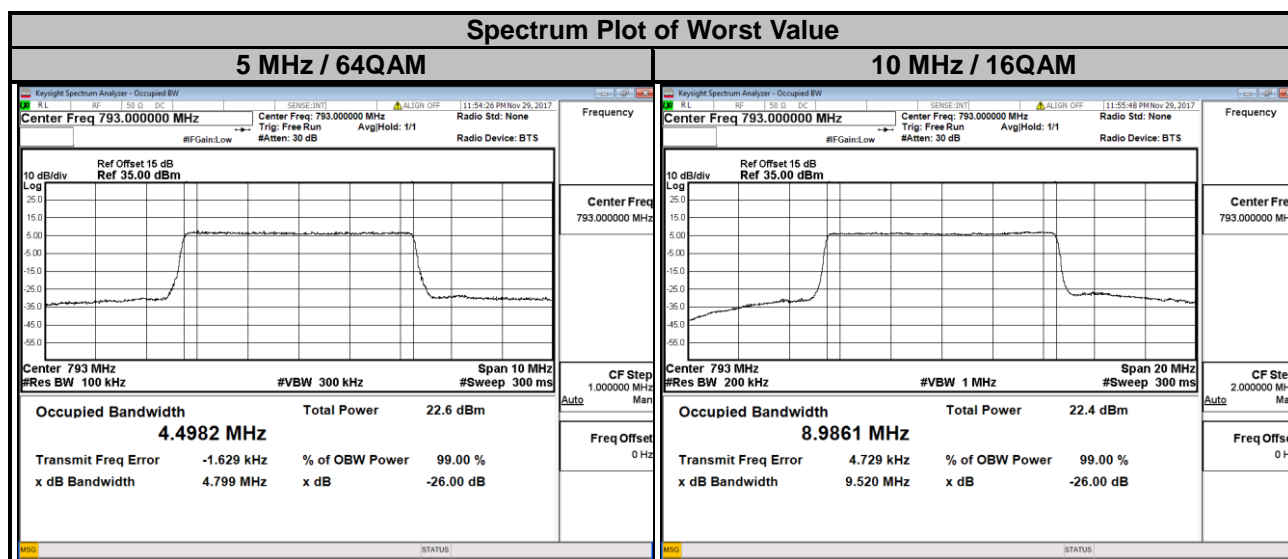 Spectrum Plot of Worst Value
5 MHz / 64QAM
10 MHz / 16QAM
Keysight Spectrum Analyzer - Occupied BW
RL RF 50 Ω DC SENSE:INT ALIGN OFF 11:54:26 PM Nov 29, 2017
Center Freq 793.000000 MHz
Center Freq: 793.000000 MHz
Radio Std: None
Trig: Free Run Avg|Hold: 1/1
#IFGain:Low #Atten: 30 dB
Radio Device: BTS
Ref Offset 15 dB
10 dB/div Ref 35.00 dBm
Log
25.0
15.0
5.00
-5.00
-15.0
-25.0
-35.0
-45.0
-55.0
Center 793 MHz Span 10 MHz
#Res BW 100 kHz #VBW 300 kHz #Sweep 300 ms
Occupied Bandwidth Total Power 22.6 dBm
4.4982 MHz
Transmit Freq Error -1.629 kHz % of OBW Power 99.00 %
x dB Bandwidth 4.799 MHz x dB -26.00 dB
MSG STATUS
Frequency
Center Freq
793.000000 MHz
CF Step
1.000000 MHz
Auto Man
Freq Offset
0 Hz
Keysight Spectrum Analyzer - Occupied BW
RL RF 50 Ω DC SENSE:INT ALIGN OFF 11:55:48 PM Nov 29, 2017
Center Freq 793.000000 MHz
Center Freq: 793.000000 MHz
Radio Std: None
Trig: Free Run Avg|Hold: 1/1
#IFGain:Low #Atten: 30 dB
Radio Device: BTS
Ref Offset 15 dB
10 dB/div Ref 35.00 dBm
Log
25.0
15.0
5.00
-5.00
-15.0
-25.0
-35.0
-45.0
-55.0
Center 793 MHz Span 20 MHz
#Res BW 200 kHz #VBW 1 MHz #Sweep 300 ms
Occupied Bandwidth Total Power 22.4 dBm
8.9861 MHz
Transmit Freq Error 4.729 kHz % of OBW Power 99.00 %
x dB Bandwidth 9.520 MHz x dB -26.00 dB
MSG STATUS
Frequency
Center Fre
793.000000 MH
CF Ste
2.000000 MH
Auto Ma
Freq Offs
0 H